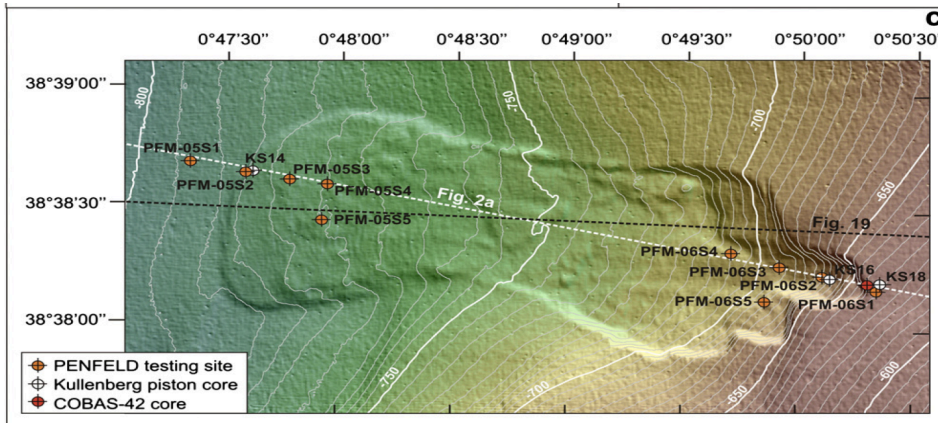 C
0°47'30'' 0°48'00'' 0°48'30'' 0°49'00'' 0°49'30'' 0°50'00'' 0°50'3
38°39'00''
-800
-750
-700
PFM-05S1
KS14
PFM-05S3
PFM-05S2
PFM-05S4
-650
38°38'30''
Fig. 2a
PFM-05S5
Fig. 19
PFM-06S4
PFM-06S3
KS16
KS18
PFM-06S2
PFM-06S5
PFM-06S1
38°38'00''
-750
-700
-650
-600
PENFELD testing site
Kullenberg piston core
COBAS-42 core